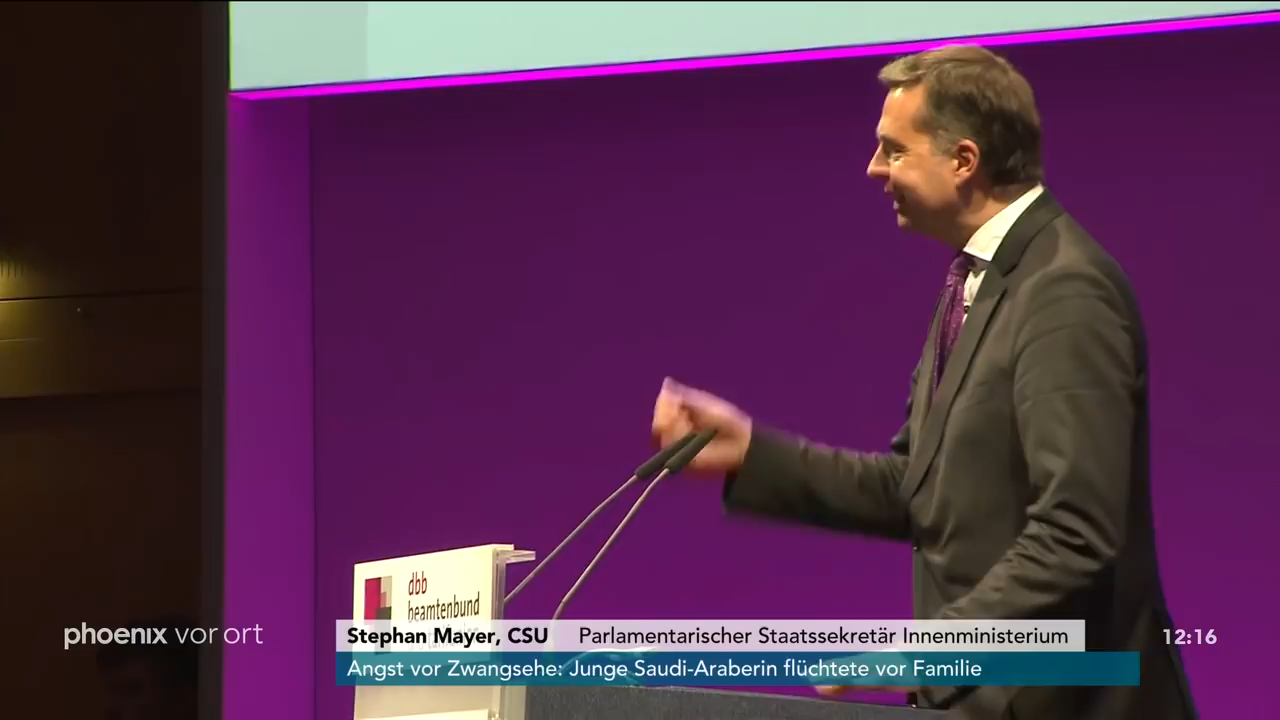 dbb
beamtenbund
phoenix vor ort
Stephan Mayer, CSU Parlamentarischer Staatssekretär Innenministerium
12:16
Angst vor Zwangsehe: Junge Saudi-Araberin flüchtete vor Familie